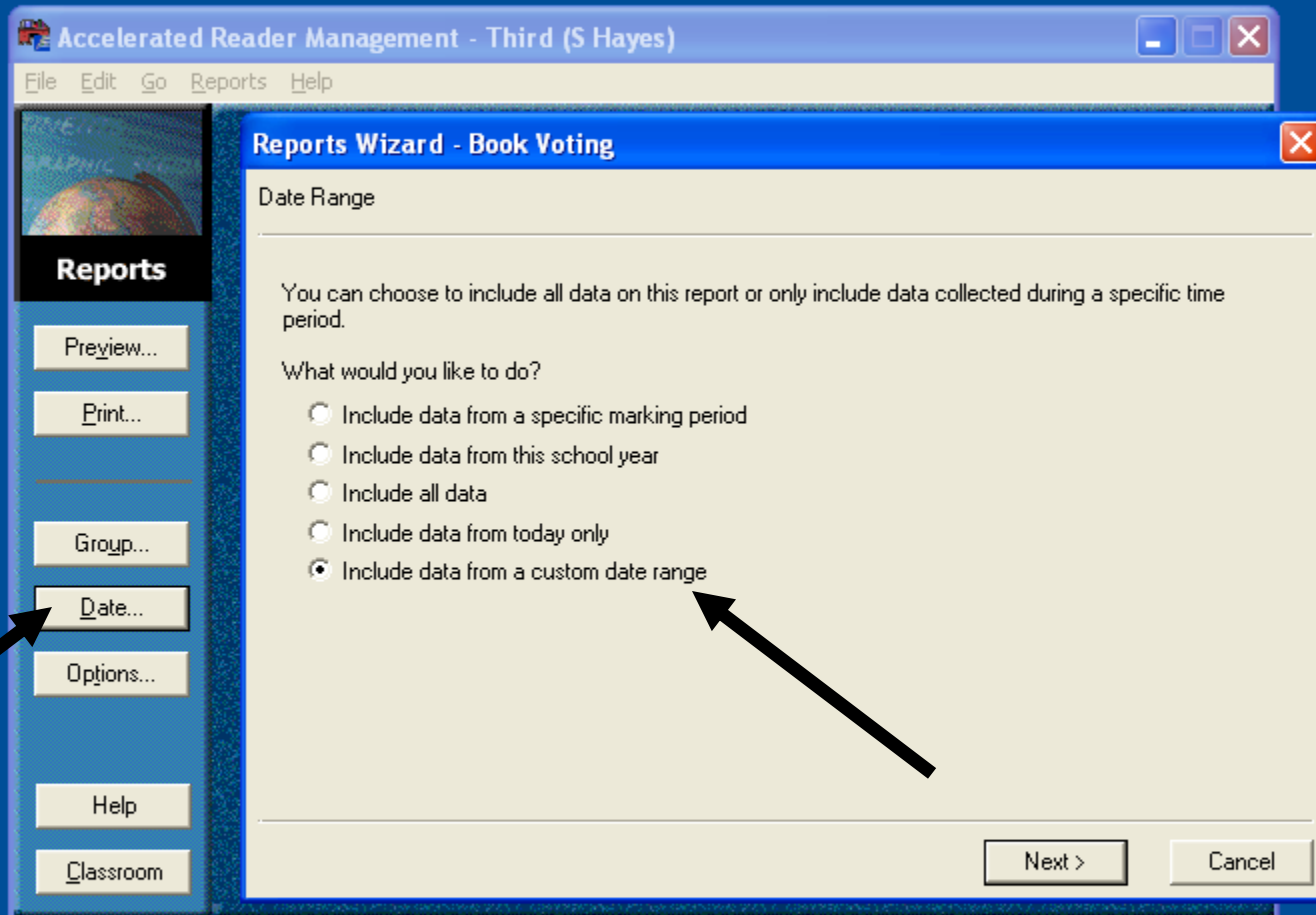 Accelerated Reader Management - Third (S Hayes)
File Edit Go Reports Help
Reports
Preview...
Print...
Group...
Date...
Options...
Help
Classroom
Reports Wizard - Book Voting
Date Range
You can choose to include all data on this report or only include data collected during a specific time
period.
What would you like to do?
Include data from a specific marking period
Include data from this school year
Include all data
Include data from today only
Include data from a custom date range
Next >
Cancel